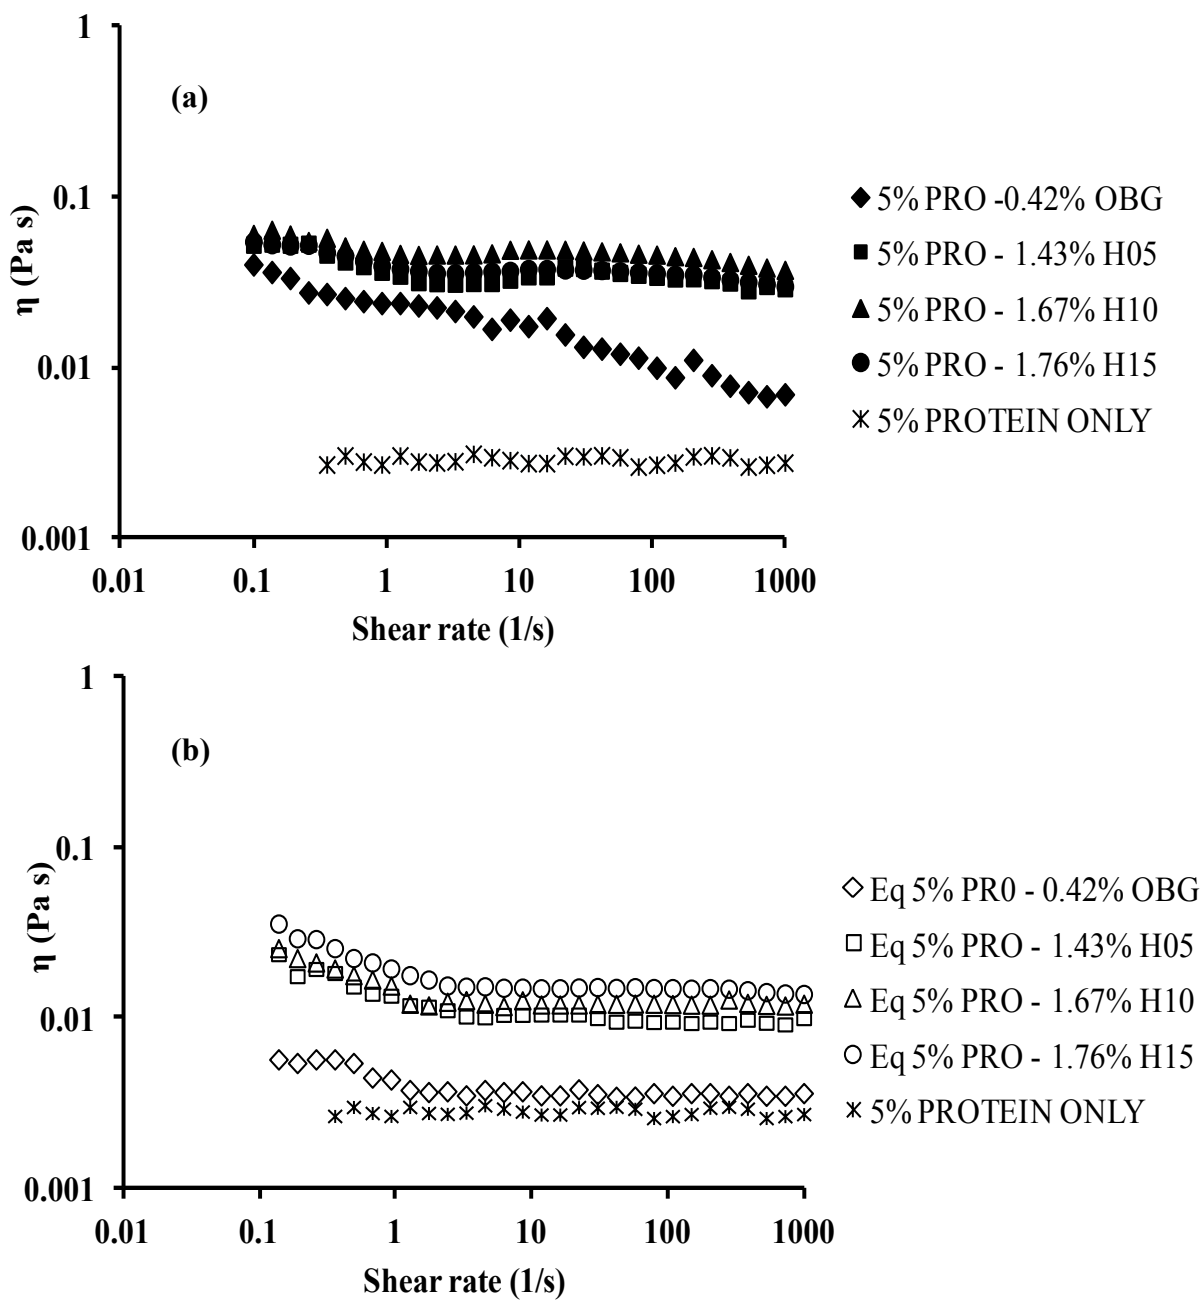 1
(a)
0.1
η (Pa s)
0.01
0.001
0.01 0.1 1 10 100 1000
Shear rate (1/s)
5% PRO -0.42% OBG
5% PRO - 1.43% H05
5% PRO - 1.67% H10
5% PRO - 1.76% H15
5% PROTEIN ONLY
1
(b)
0.1
η (Pa s)
0.01
0.001
0.01 0.1 1 10 100 1000
Shear rate (1/s)
Eq 5% PR0 - 0.42% OBG
Eq 5% PRO - 1.43% H05
Eq 5% PRO - 1.67% H10
Eq 5% PRO - 1.76% H15
5% PROTEIN ONLY